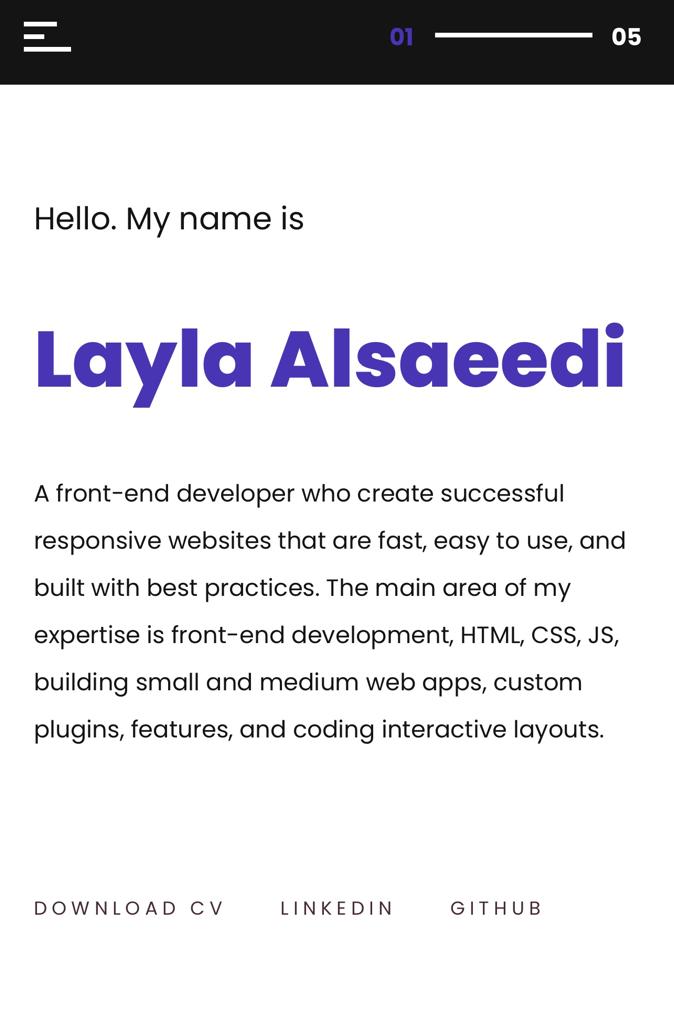 01 05
Hello. My name is
Layla Alsaeedi
A front-end developer who create successful
responsive websites that are fast, easy to use, and
built with best practices. The main area of my
expertise is front-end development, HTML, CSS, JS,
building small and medium web apps, custom
plugins, features, and coding interactive layouts.
DOWNLOAD CV LINKEDIN GITHUB